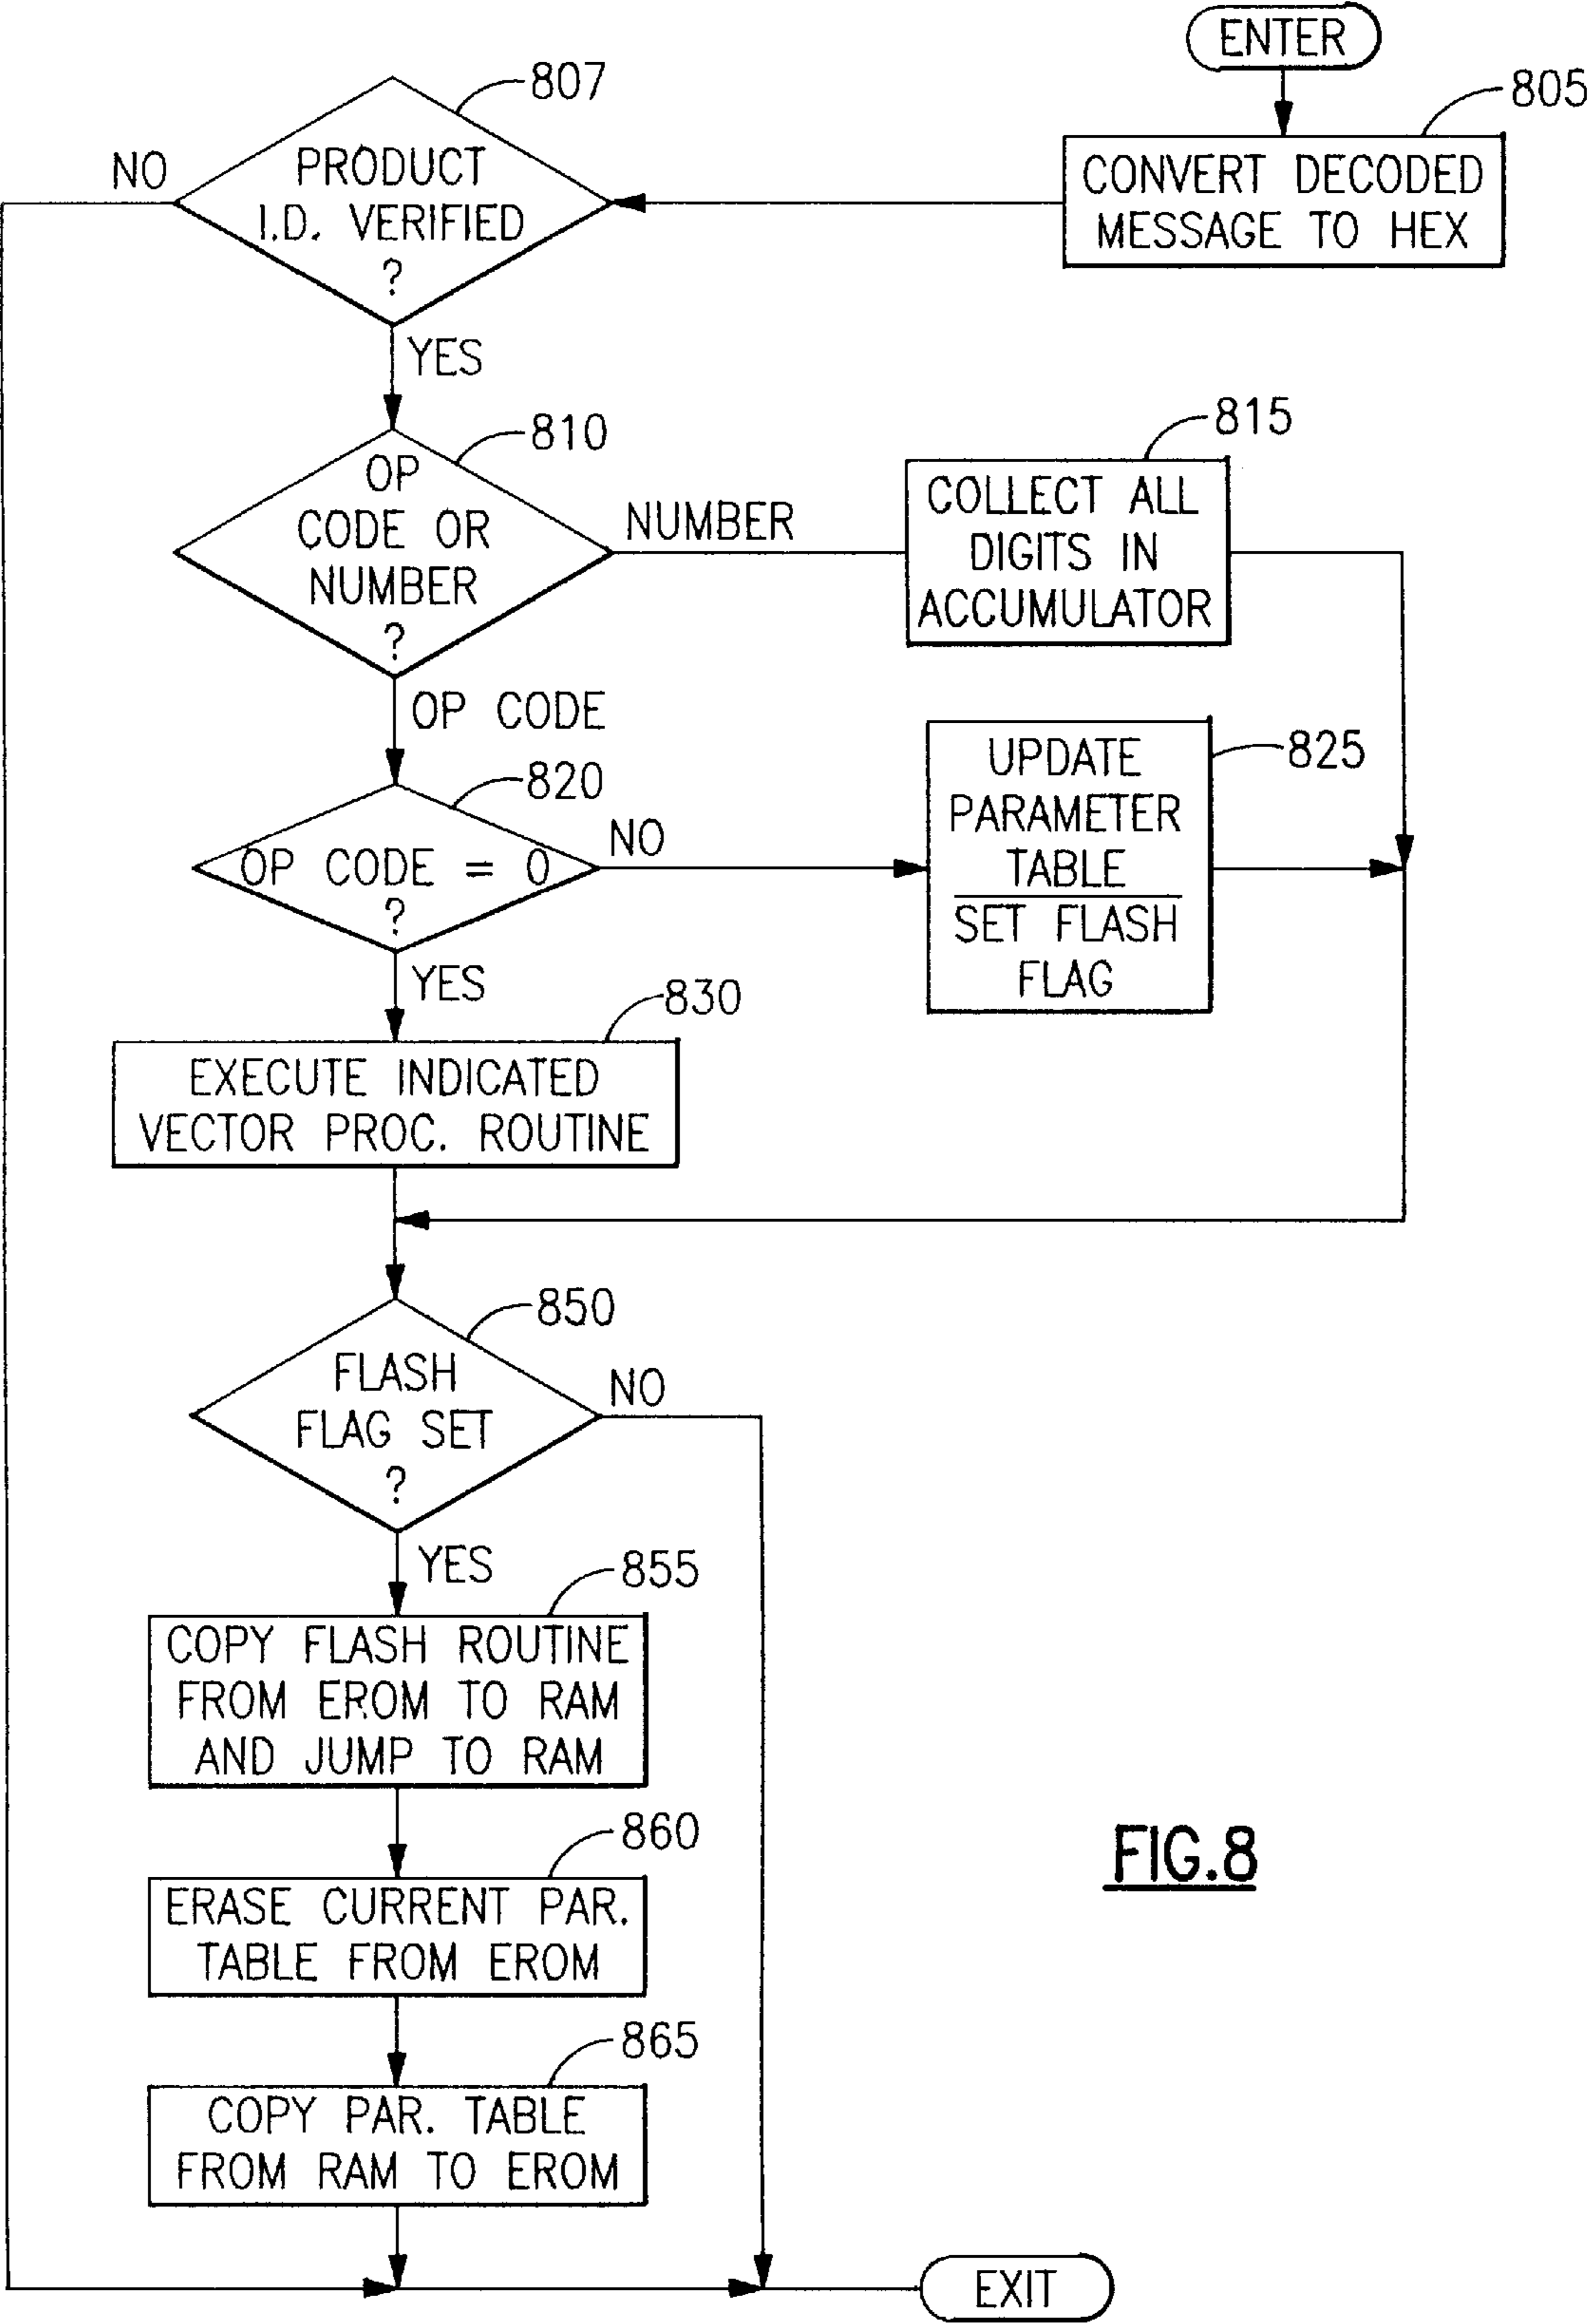 ENTER
805
CONVERT DECODED
MESSAGE TO HEX
807
NO
PRODUCT
I.D. VERIFIED
?
YES
810
OP
CODE OR
NUMBER
?
NUMBER
815
COLLECT ALL
DIGITS IN
ACCUMULATOR
OP CODE
820
OP CODE = 0
?
NO
825
UPDATE
PARAMETER
TABLE
SET FLASH
FLAG
YES
830
EXECUTE INDICATED
VECTOR PROC. ROUTINE
850
FLASH
FLAG SET
?
NO
YES
855
COPY FLASH ROUTINE
FROM EROM TO RAM
AND JUMP TO RAM
860
ERASE CURRENT PAR.
TABLE FROM EROM
865
COPY PAR. TABLE
FROM RAM TO EROM
EXIT
FIG.8